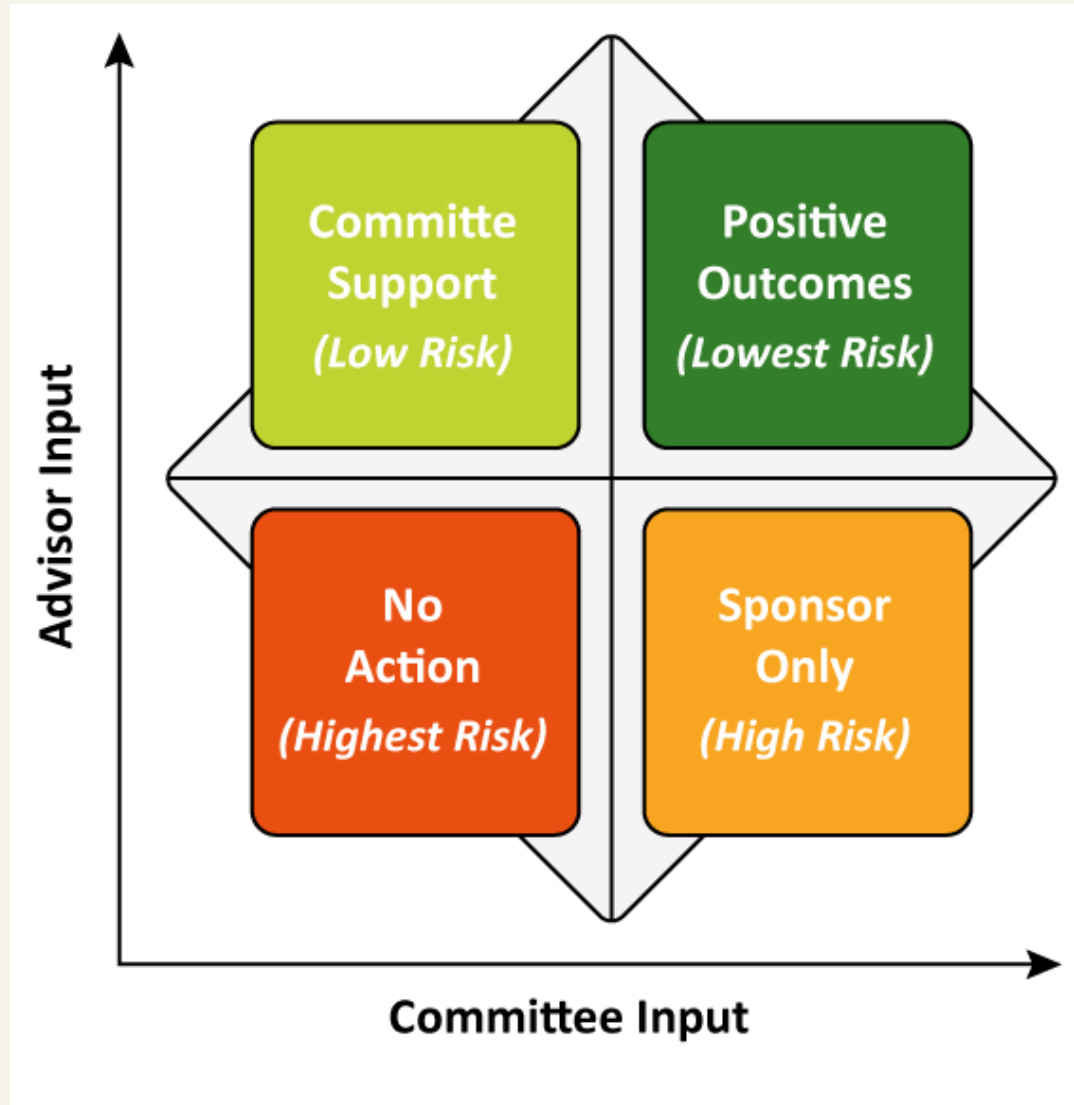 Advisor Input
Committe
Support
(Low Risk)
Positive
Outcomes
(Lowest Risk)
No
Action
(Highest Risk)
Sponsor
Only
(High Risk)
Committee Input